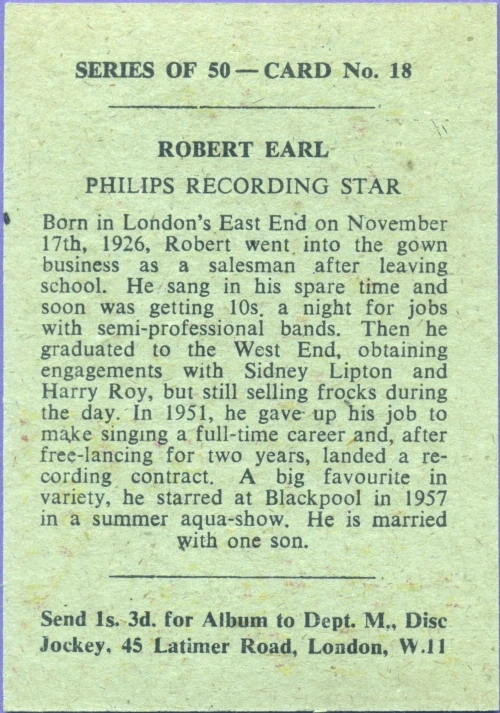 SERIES OF 50 — CARD No. 18
ROBERT EARL
PHILIPS RECORDING STAR
Born in London's East End on November
17th, 1926, Robert went into the gown
business as a salesman after leaving
school. He sang in his spare time and
soon was getting 10s. a night for jobs
with semi-professional bands. Then he
graduated to the West End, obtaining
engagements with Sidney Lipton and
Harry Roy, but still selling frocks during
the day. In 1951, he gave up his job to
make singing a full-time career and, after
free-lancing for two years, landed a re-
cording contract. A big favourite in
variety, he starred at Blackpool in 1957
in a summer aqua-show. He is married
with one son.
Send 1s. 3d. for Album to Dept. M., Disc
Jockey, 45 Latimer Road, London, W.11